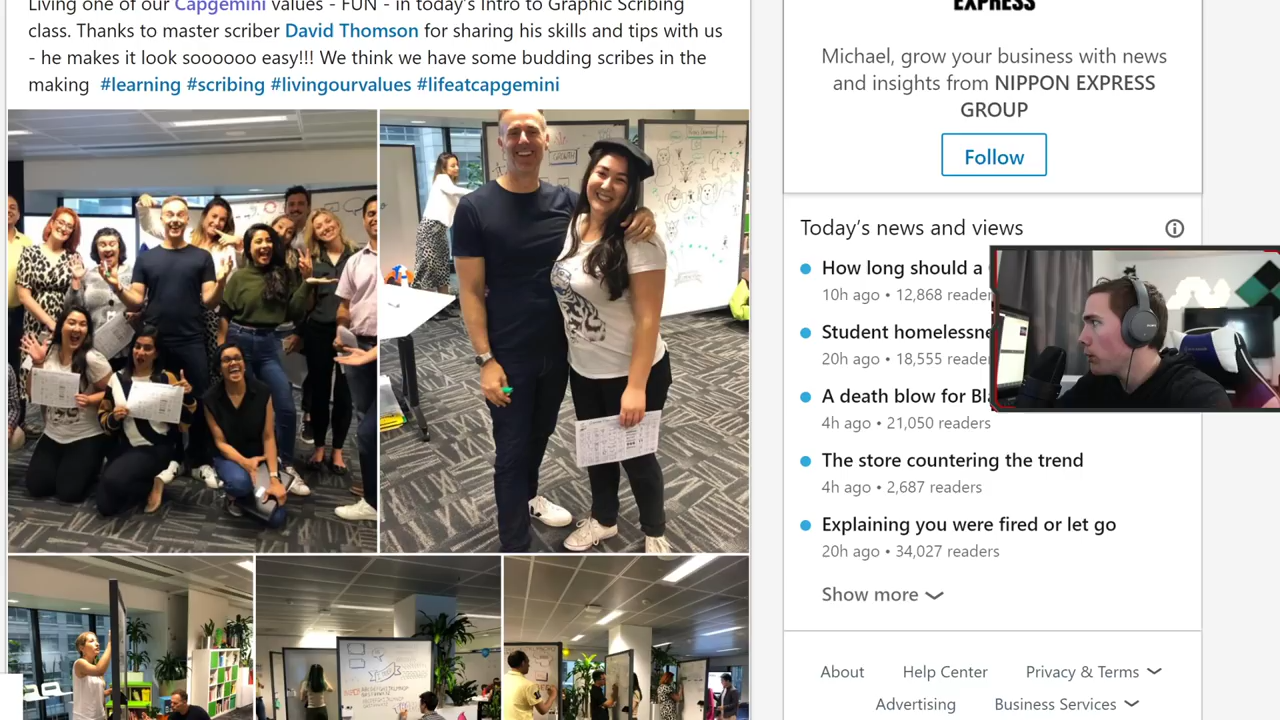 Living one of our Capgemini values - FUN - in today's Intro to Graphic Scribing
class. Thanks to master scriber David Thomson for sharing his skills and tips with us
- he makes it look soooooo easy!!! We think we have some budding scribes in the
making #learning #scribing #livingourvalues #lifeatcapgemini
GROWTH
EXPRESS
Michael, grow your business with news
and insights from NIPPON EXPRESS
GROUP
Follow
Today's news and views
How long should a
10h ago • 12,868 reader
Student homelessne
20h ago • 18,555 reade
A death blow for Bl
4h ago • 21,050 readers
The store countering the trend
4h ago • 2,687 readers
Explaining you were fired or let go
20h ago • 34,027 readers
Show more
About Help Center Privacy & Terms
Advertising Business Services